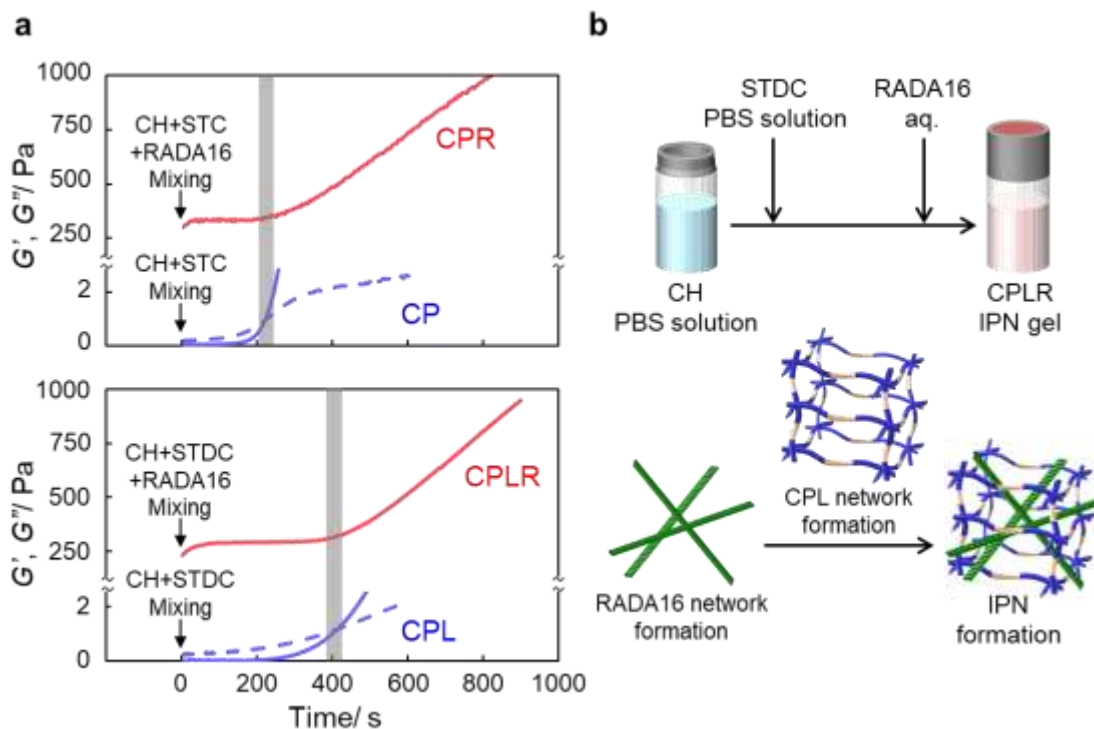 a
1000
750
500
250
2
0
G', G''/ Pa
CH+STC
+RADA16
Mixing
CPR
CH+STC
Mixing
CP
1000
750
500
250
2
0
G', G''/ Pa
CH+STDC
+RADA16
Mixing
CPLR
CH+STDC
Mixing
CPL
0 200 400 600 800 1000
Time/ s
b
STDC
PBS solution
RADA16
aq.
CH
PBS solution
CPLR
IPN gel
CPL network
formation
RADA16 network
formation
IPN
formation